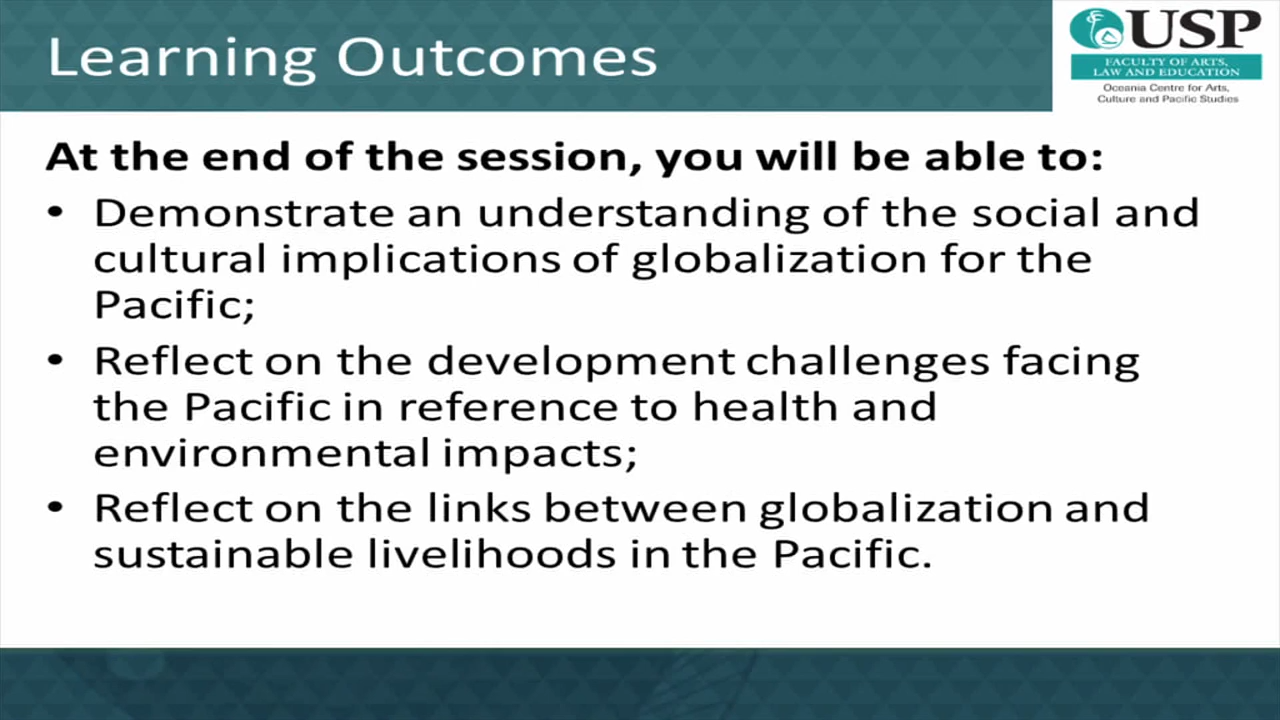 Learning Outcomes
USP
FACULTY OF ARTS,
LAW AND EDUCATION
Oceania Centre for Arts,
Culture and Pacific Studies
At the end of the session, you will be able to:
• Demonstrate an understanding of the social and
cultural implications of globalization for the
Pacific;
• Reflect on the development challenges facing
the Pacific in reference to health and
environmental impacts;
• Reflect on the links between globalization and
sustainable livelihoods in the Pacific.